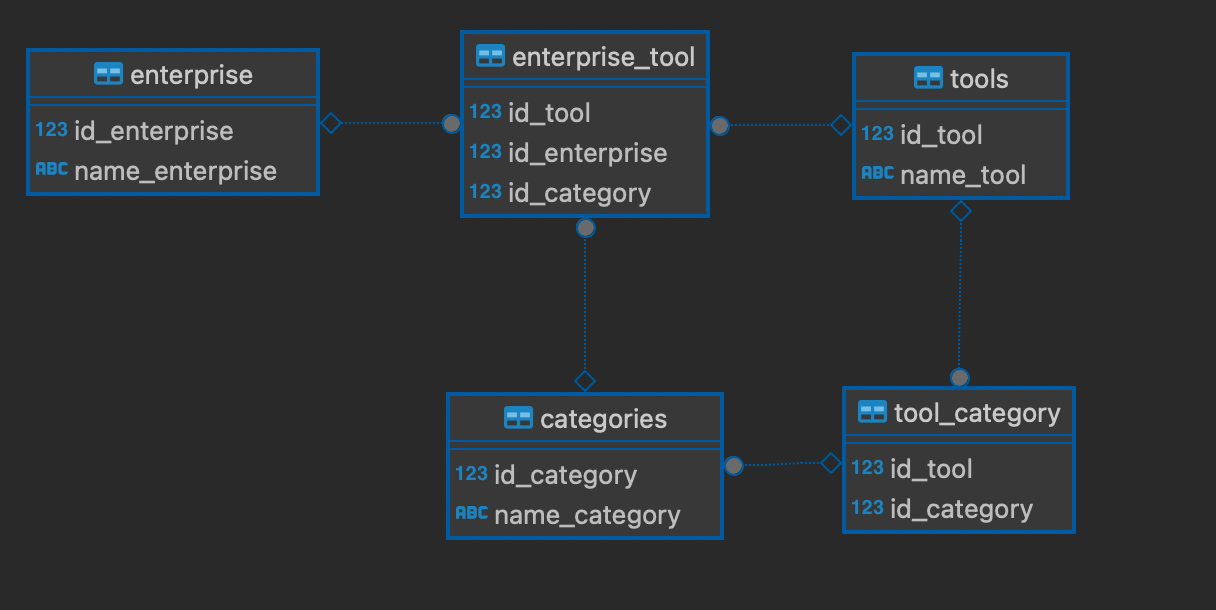 enterprise
123 id_enterprise
ABC name_enterprise
enterprise_tool
123 id_tool
123 id_enterprise
123 id_category
tools
123 id_tool
ABC name_tool
categories
123 id_category
ABC name_category
tool_category
123 id_tool
123 id_category